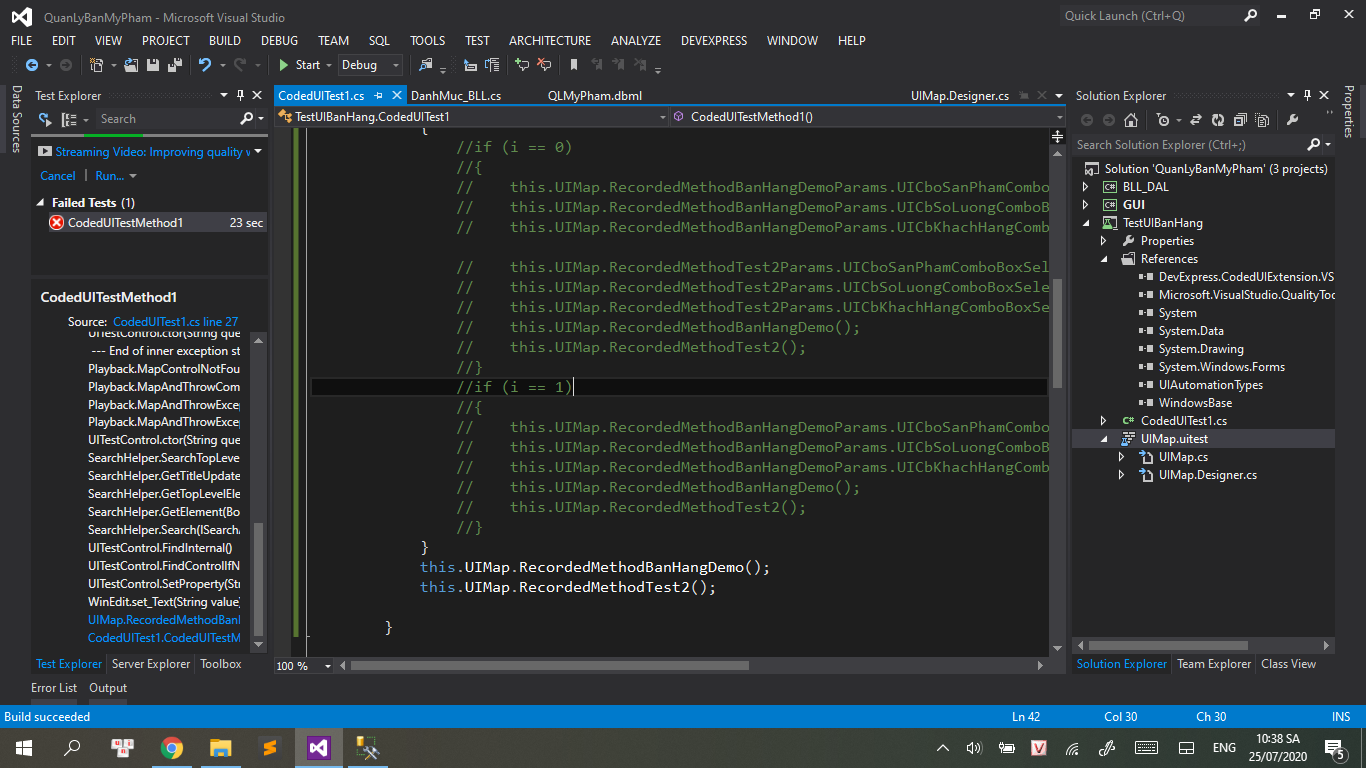 QuanLyBanMyPham - Microsoft Visual Studio
Quick Launch (Ctrl+Q)
FILE EDIT VIEW PROJECT BUILD DEBUG TEAM SQL TOOLS TEST ARCHITECTURE ANALYZE DEVEXPRESS WINDOW HELP
Start Debug
Data Sources
Test Explorer
Search
Streaming Video: Improving quality v
Cancel Run...
Failed Tests (1)
CodedUITestMethod1 23 sec
CodedUITestMethod1
Source: CodedUITest1.cs line 27
UITestControl.ctor(String que
--- End of inner exception st
Playback.MapControlNotFou
Playback.MapAndThrowCom
Playback.MapAndThrowExce
Playback.MapAndThrowExce
UITestControl.ctor(String que
SearchHelper.SearchTopLeve
SearchHelper.GetTitleUpdate
SearchHelper.GetTopLevelEle
SearchHelper.GetElement(Bo
SearchHelper.Search(ISearch
UITestControl.FindInternal()
UITestControl.FindControlIfN
UITestControl.SetProperty(Str
WinEdit.set_Text(String value)
UIMap.RecordedMethodBanH
CodedUITest1.CodedUITestM
Test Explorer Server Explorer Toolbox
CodedUITest1.cs DanhMuc_BLL.cs QLMyPham.dbml UIMap.Designer.cs
TestUIBanHang.CodedUITest1 CodedUITestMethod1()
{
//if (i == 0)
//{
// this.UIMap.RecordedMethodBanHangDemoParams.UICboSanPhamCombo
// this.UIMap.RecordedMethodBanHangDemoParams.UICbSoLuongComboB
// this.UIMap.RecordedMethodBanHangDemoParams.UICbKhachHangComb
// this.UIMap.RecordedMethodTest2Params.UICboSanPhamComboBoxSel
// this.UIMap.RecordedMethodTest2Params.UICbSoLuongComboBoxSele
// this.UIMap.RecordedMethodTest2Params.UICbKhachHangComboBoxSe
// this.UIMap.RecordedMethodBanHangDemo();
// this.UIMap.RecordedMethodTest2();
//}
//if (i == 1)
//{
// this.UIMap.RecordedMethodBanHangDemoParams.UICboSanPhamCombo
// this.UIMap.RecordedMethodBanHangDemoParams.UICbSoLuongComboB
// this.UIMap.RecordedMethodBanHangDemoParams.UICbKhachHangComb
// this.UIMap.RecordedMethodBanHangDemo();
// this.UIMap.RecordedMethodTest2();
//}
}
this.UIMap.RecordedMethodBanHangDemo();
this.UIMap.RecordedMethodTest2();
}
100 %
Solution Explorer
Search Solution Explorer (Ctrl+;)
Solution 'QuanLyBanMyPham' (3 projects)
BLL_DAL
GUI
TestUIBanHang
Properties
References
DevExpress.CodedUIExtension.VS
Microsoft.VisualStudio.QualityToo
System
System.Data
System.Drawing
System.Windows.Forms
UIAutomationTypes
WindowsBase
CodedUITest1.cs
UIMap.uitest
UIMap.cs
UIMap.Designer.cs
Solution Explorer Team Explorer Class View
Properties
Error List Output
Build succeeded Ln 42 Col 30 Ch 30 INS
ENG
10:38 SA
25/07/2020
5